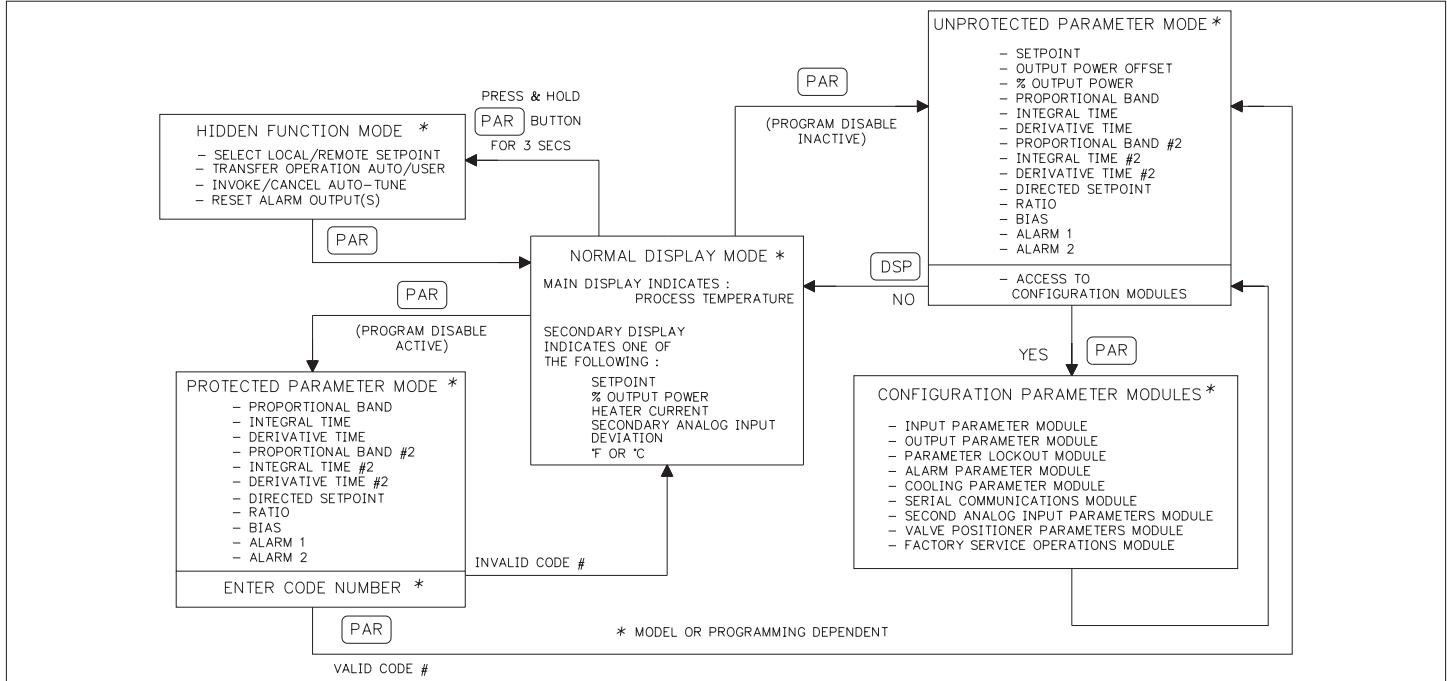 UNPROTECTED PARAMETER MODE *
– SETPOINT
– OUTPUT POWER OFFSET
– % OUTPUT POWER
– PROPORTIONAL BAND
– INTEGRAL TIME
– DERIVATIVE TIME
– PROPORTIONAL BAND #2
– INTEGRAL TIME #2
– DERIVATIVE TIME #2
– DIRECTED SETPOINT
– RATIO
– BIAS
– ALARM 1
– ALARM 2
– ACCESS TO
CONFIGURATION MODULES
PAR
(PROGRAM DISABLE
INACTIVE)
PRESS & HOLD
PAR BUTTON
FOR 3 SECS
HIDDEN FUNCTION MODE *
– SELECT LOCAL/REMOTE SETPOINT
– TRANSFER OPERATION AUTO/USER
– INVOKE/CANCEL AUTO-TUNE
– RESET ALARM OUTPUT(S)
PAR
NORMAL DISPLAY MODE *
MAIN DISPLAY INDICATES :
PROCESS TEMPERATURE
SECONDARY DISPLAY
INDICATES ONE OF
THE FOLLOWING :
SETPOINT
% OUTPUT POWER
HEATER CURRENT
SECONDARY ANALOG INPUT
DEVIATION
°F OR °C
DSP
NO
PAR
(PROGRAM DISABLE
ACTIVE)
YES
PAR
PROTECTED PARAMETER MODE *
– PROPORTIONAL BAND
– INTEGRAL TIME
– DERIVATIVE TIME
– PROPORTIONAL BAND #2
– INTEGRAL TIME #2
– DERIVATIVE TIME #2
– DIRECTED SETPOINT
– RATIO
– BIAS
– ALARM 1
– ALARM 2
ENTER CODE NUMBER *
INVALID CODE #
CONFIGURATION PARAMETER MODULES *
– INPUT PARAMETER MODULE
– OUTPUT PARAMETER MODULE
– PARAMETER LOCKOUT MODULE
– ALARM PARAMETER MODULE
– COOLING PARAMETER MODULE
– SERIAL COMMUNICATIONS MODULE
– SECOND ANALOG INPUT PARAMETERS MODULE
– VALVE POSITIONER PARAMETERS MODULE
– FACTORY SERVICE OPERATIONS MODULE
PAR
* MODEL OR PROGRAMMING DEPENDENT
VALID CODE #